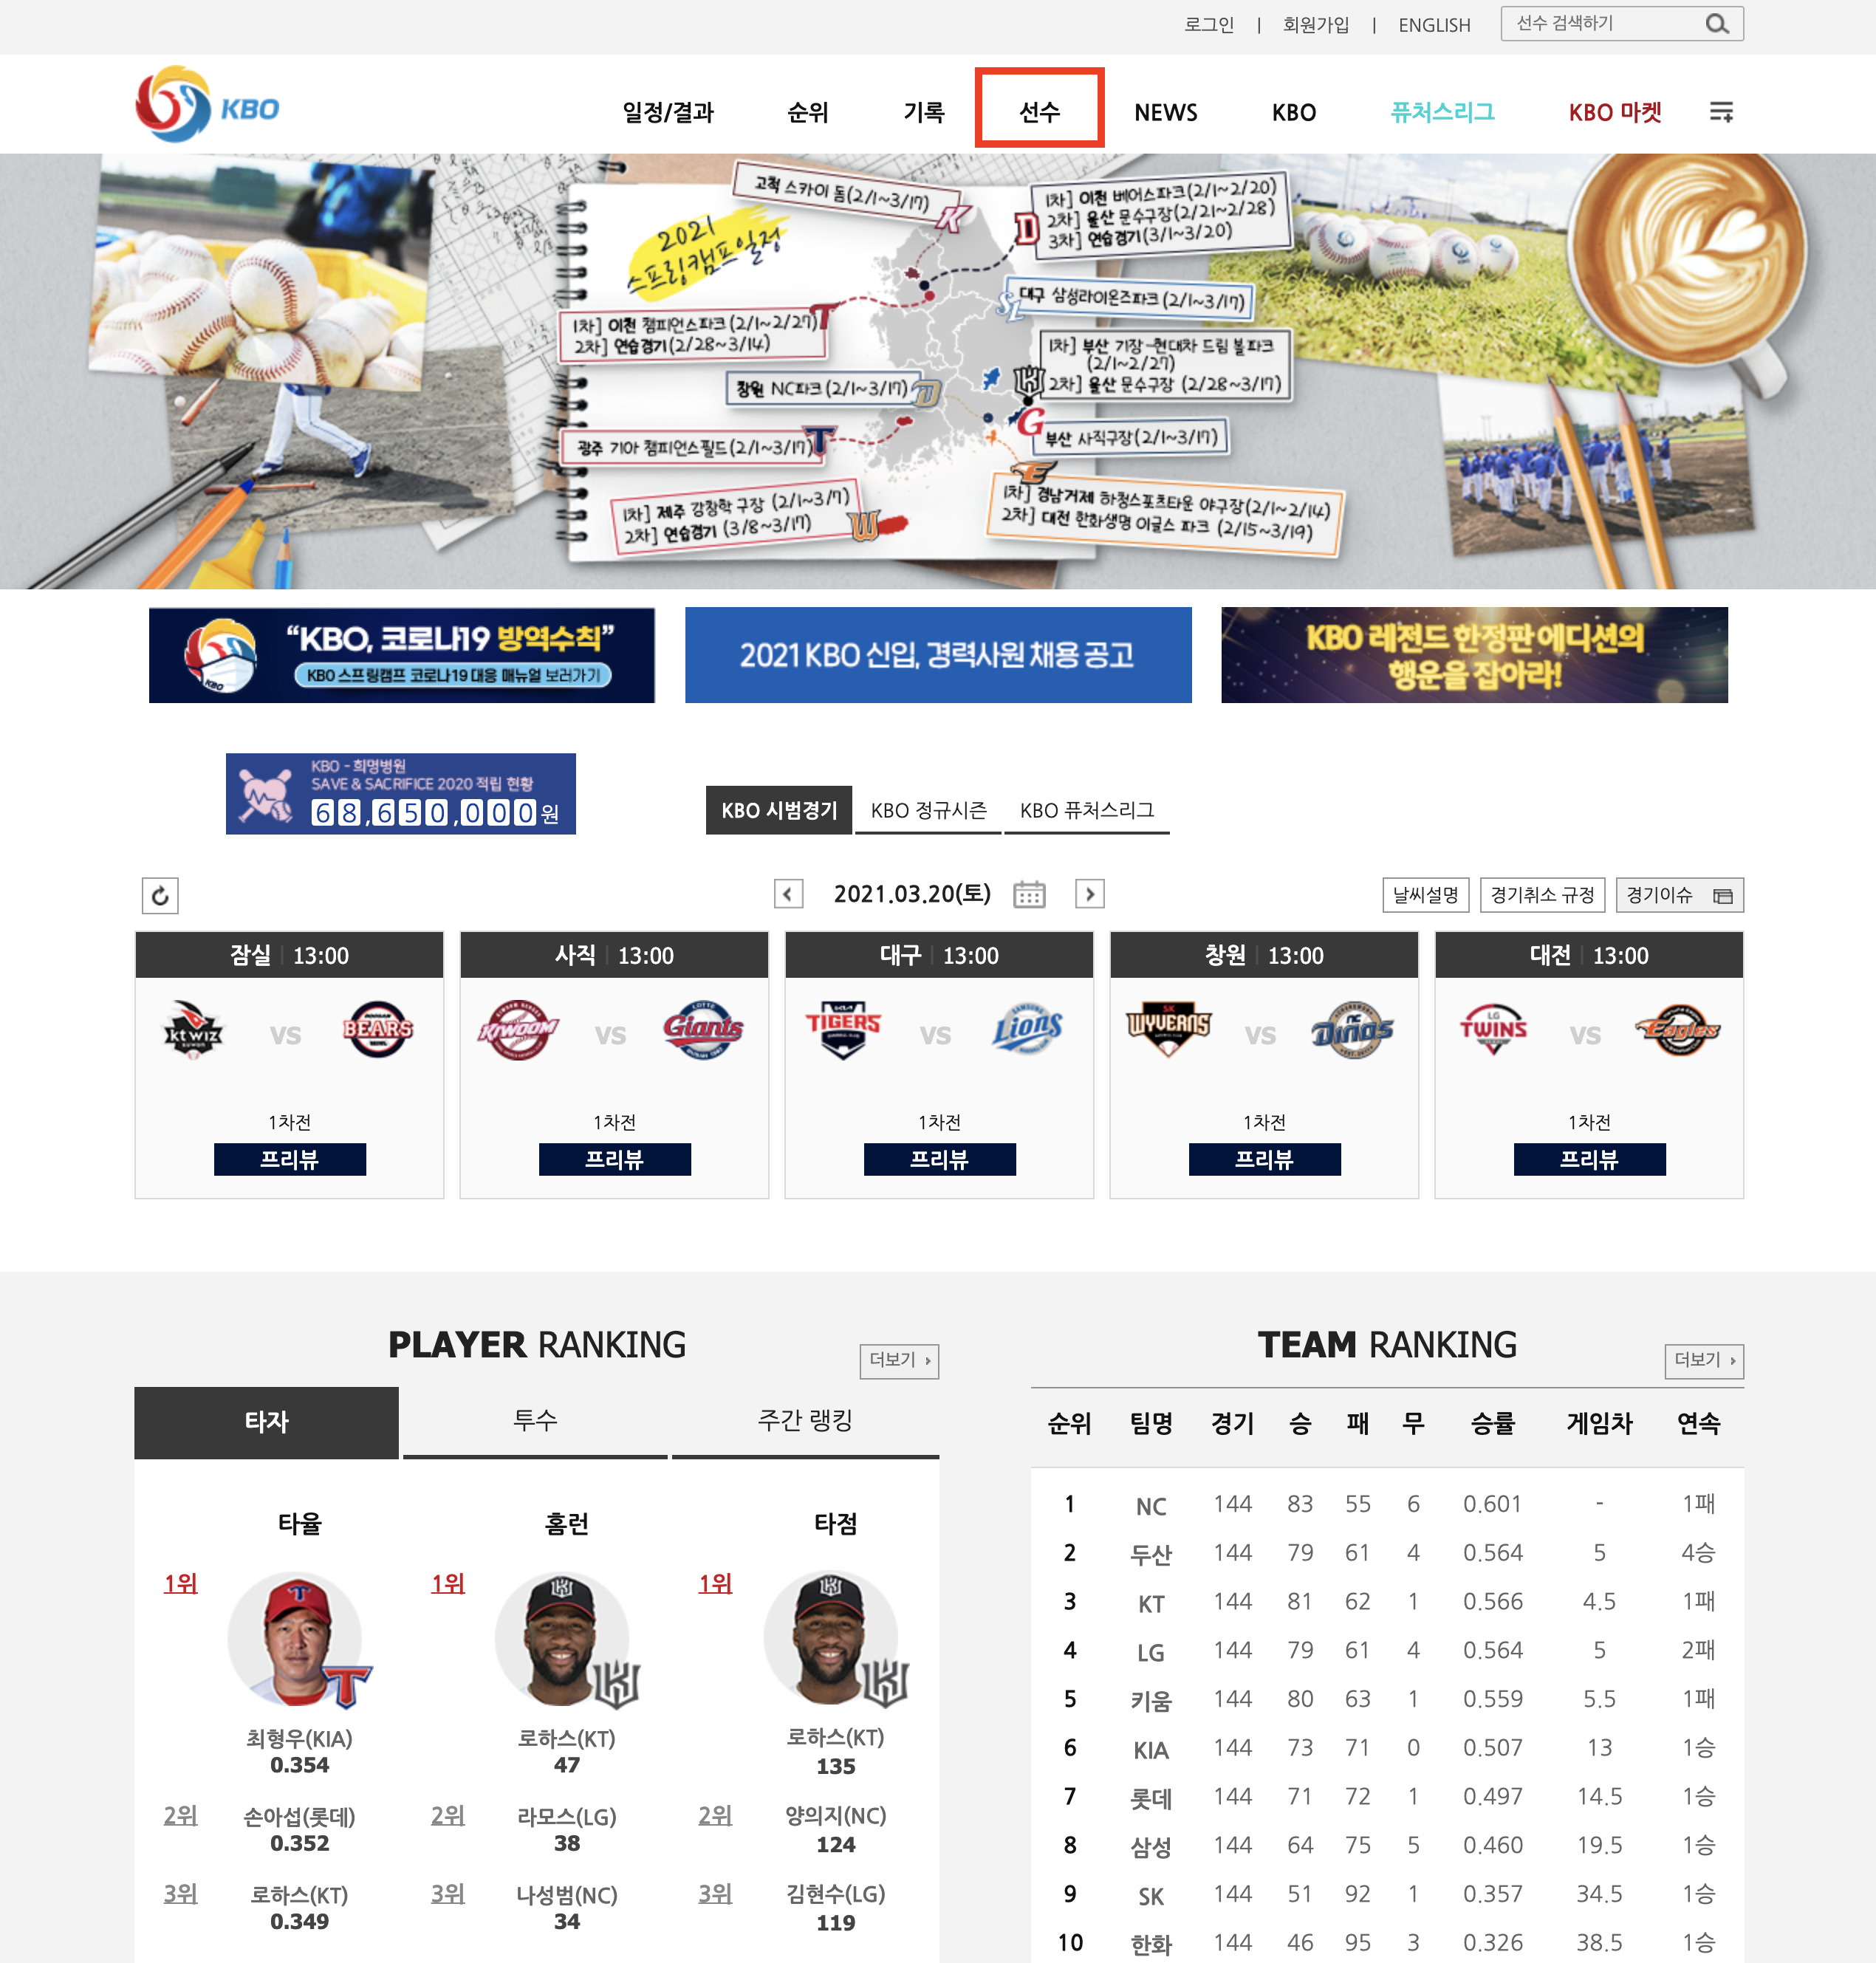 로그인 | 회원가입 | ENGLISH 선수 검색하기
KBO 일정/결과 순위 기록 선수 NEWS KBO 퓨처스리그 KBO 마켓
2021
스프링캠프일정
고척 스카이 돔(2/1~3/17)
1차] 이천 베어스파크(2/1~2/20)
2차] 울산 문수구장(2/21~2/28)
3차] 연습경기(3/1~3/20)
대구 삼성라이온즈파크(2/1~3/17)
1차] 이천 챔피언스파크(2/1~2/27)
2차] 연습경기(2/28~3/14)
1차] 부산 기장-현대차 드림 볼파크
(2/1~2/27)
2차] 울산 문수구장 (2/28~3/17)
창원 NC파크(2/1~3/17)
부산 사직구장(2/1~3/17)
광주 기아 챔피언스필드(2/1~3/17)
1차] 제주 강창학 구장 (2/1~3/7)
2차] 연습경기 (3/8~3/17)
1차] 경남거제 하청스포츠타운 야구장(2/1~2/14)
2차] 대전 한화생명 이글스 파크 (2/15~3/19)
“KBO, 코로나19 방역수칙”
KBO 스프링캠프 코로나19 대응 매뉴얼 보러가기
KBO
2021 KBO 신입, 경력사원 채용 공고
KBO 레전드 한정판 에디션의
행운을 잡아라!
KBO - 희명병원
SAVE & SACRIFICE 2020 적립 현황
68,650,000원
KBO 시범경기 KBO 정규시즌 KBO 퓨처스리그
2021.03.20(토) 날씨설명 경기취소 규정 경기이슈
잠실 | 13:00 사직 | 13:00 대구 | 13:00 창원 | 13:00 대전 | 13:00
kt wiz VS BEARS KIWOOM VS Giants TIGERS VS Lions SK WYVERNS VS NC Dinos LG TWINS VS Eagles
1차전 1차전 1차전 1차전 1차전
프리뷰 프리뷰 프리뷰 프리뷰 프리뷰
PLAYER RANKING 더보기
타자 투수 주간 랭킹
타율 홈런 타점
1위 1위 1위
최형우(KIA) 로하스(KT) 로하스(KT)
0.354 47 135
2위 손아섭(롯데) 2위 라모스(LG) 2위 양의지(NC)
0.352 38 124
3위 로하스(KT) 3위 나성범(NC) 3위 김현수(LG)
0.349 34 119
TEAM RANKING 더보기
순위 팀명 경기 승 패 무 승률 게임차 연속
1 NC 144 83 55 6 0.601 - 1패
2 두산 144 79 61 4 0.564 5 4승
3 KT 144 81 62 1 0.566 4.5 1패
4 LG 144 79 61 4 0.564 5 2패
5 키움 144 80 63 1 0.559 5.5 1패
6 KIA 144 73 71 0 0.507 13 1승
7 롯데 144 71 72 1 0.497 14.5 1승
8 삼성 144 64 75 5 0.460 19.5 1승
9 SK 144 51 92 1 0.357 34.5 1승
10 한화 144 46 95 3 0.326 38.5 1승